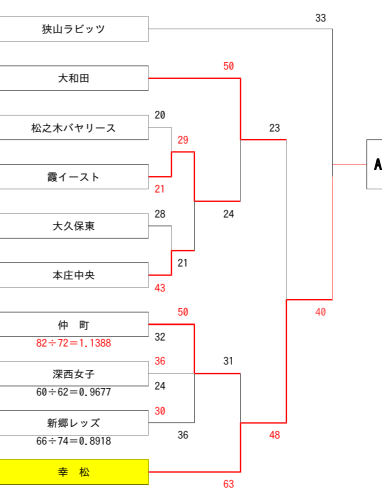 33
狭山ラビッツ
50
大和田
20
松之木バヤリース
23
29
霞イースト
21
A
28
大久保東
24
21
本庄中央
43
50
40
仲　町
32
82÷72=1.1388
36
31
深西女子
24
60÷62=0.9677
30
新郷レッズ
36
48
66÷74=0.8918
幸　松
63